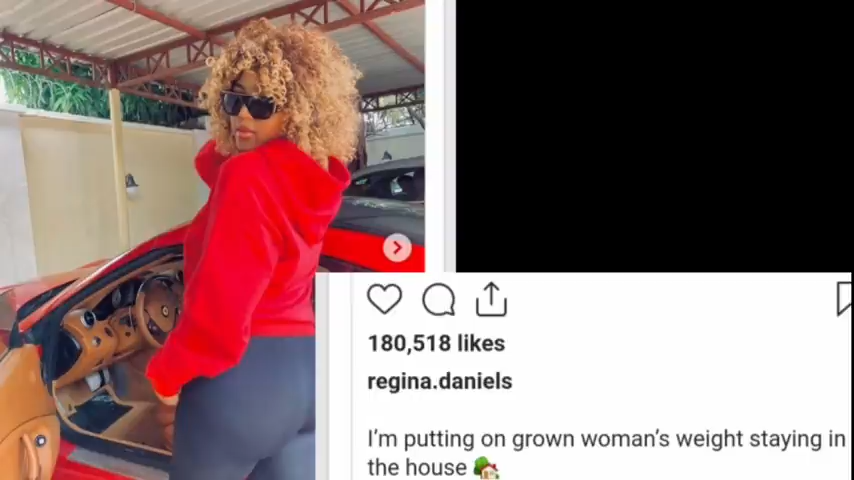 180,518 likes
regina.daniels
I'm putting on grown woman's weight staying in
the house 🏡